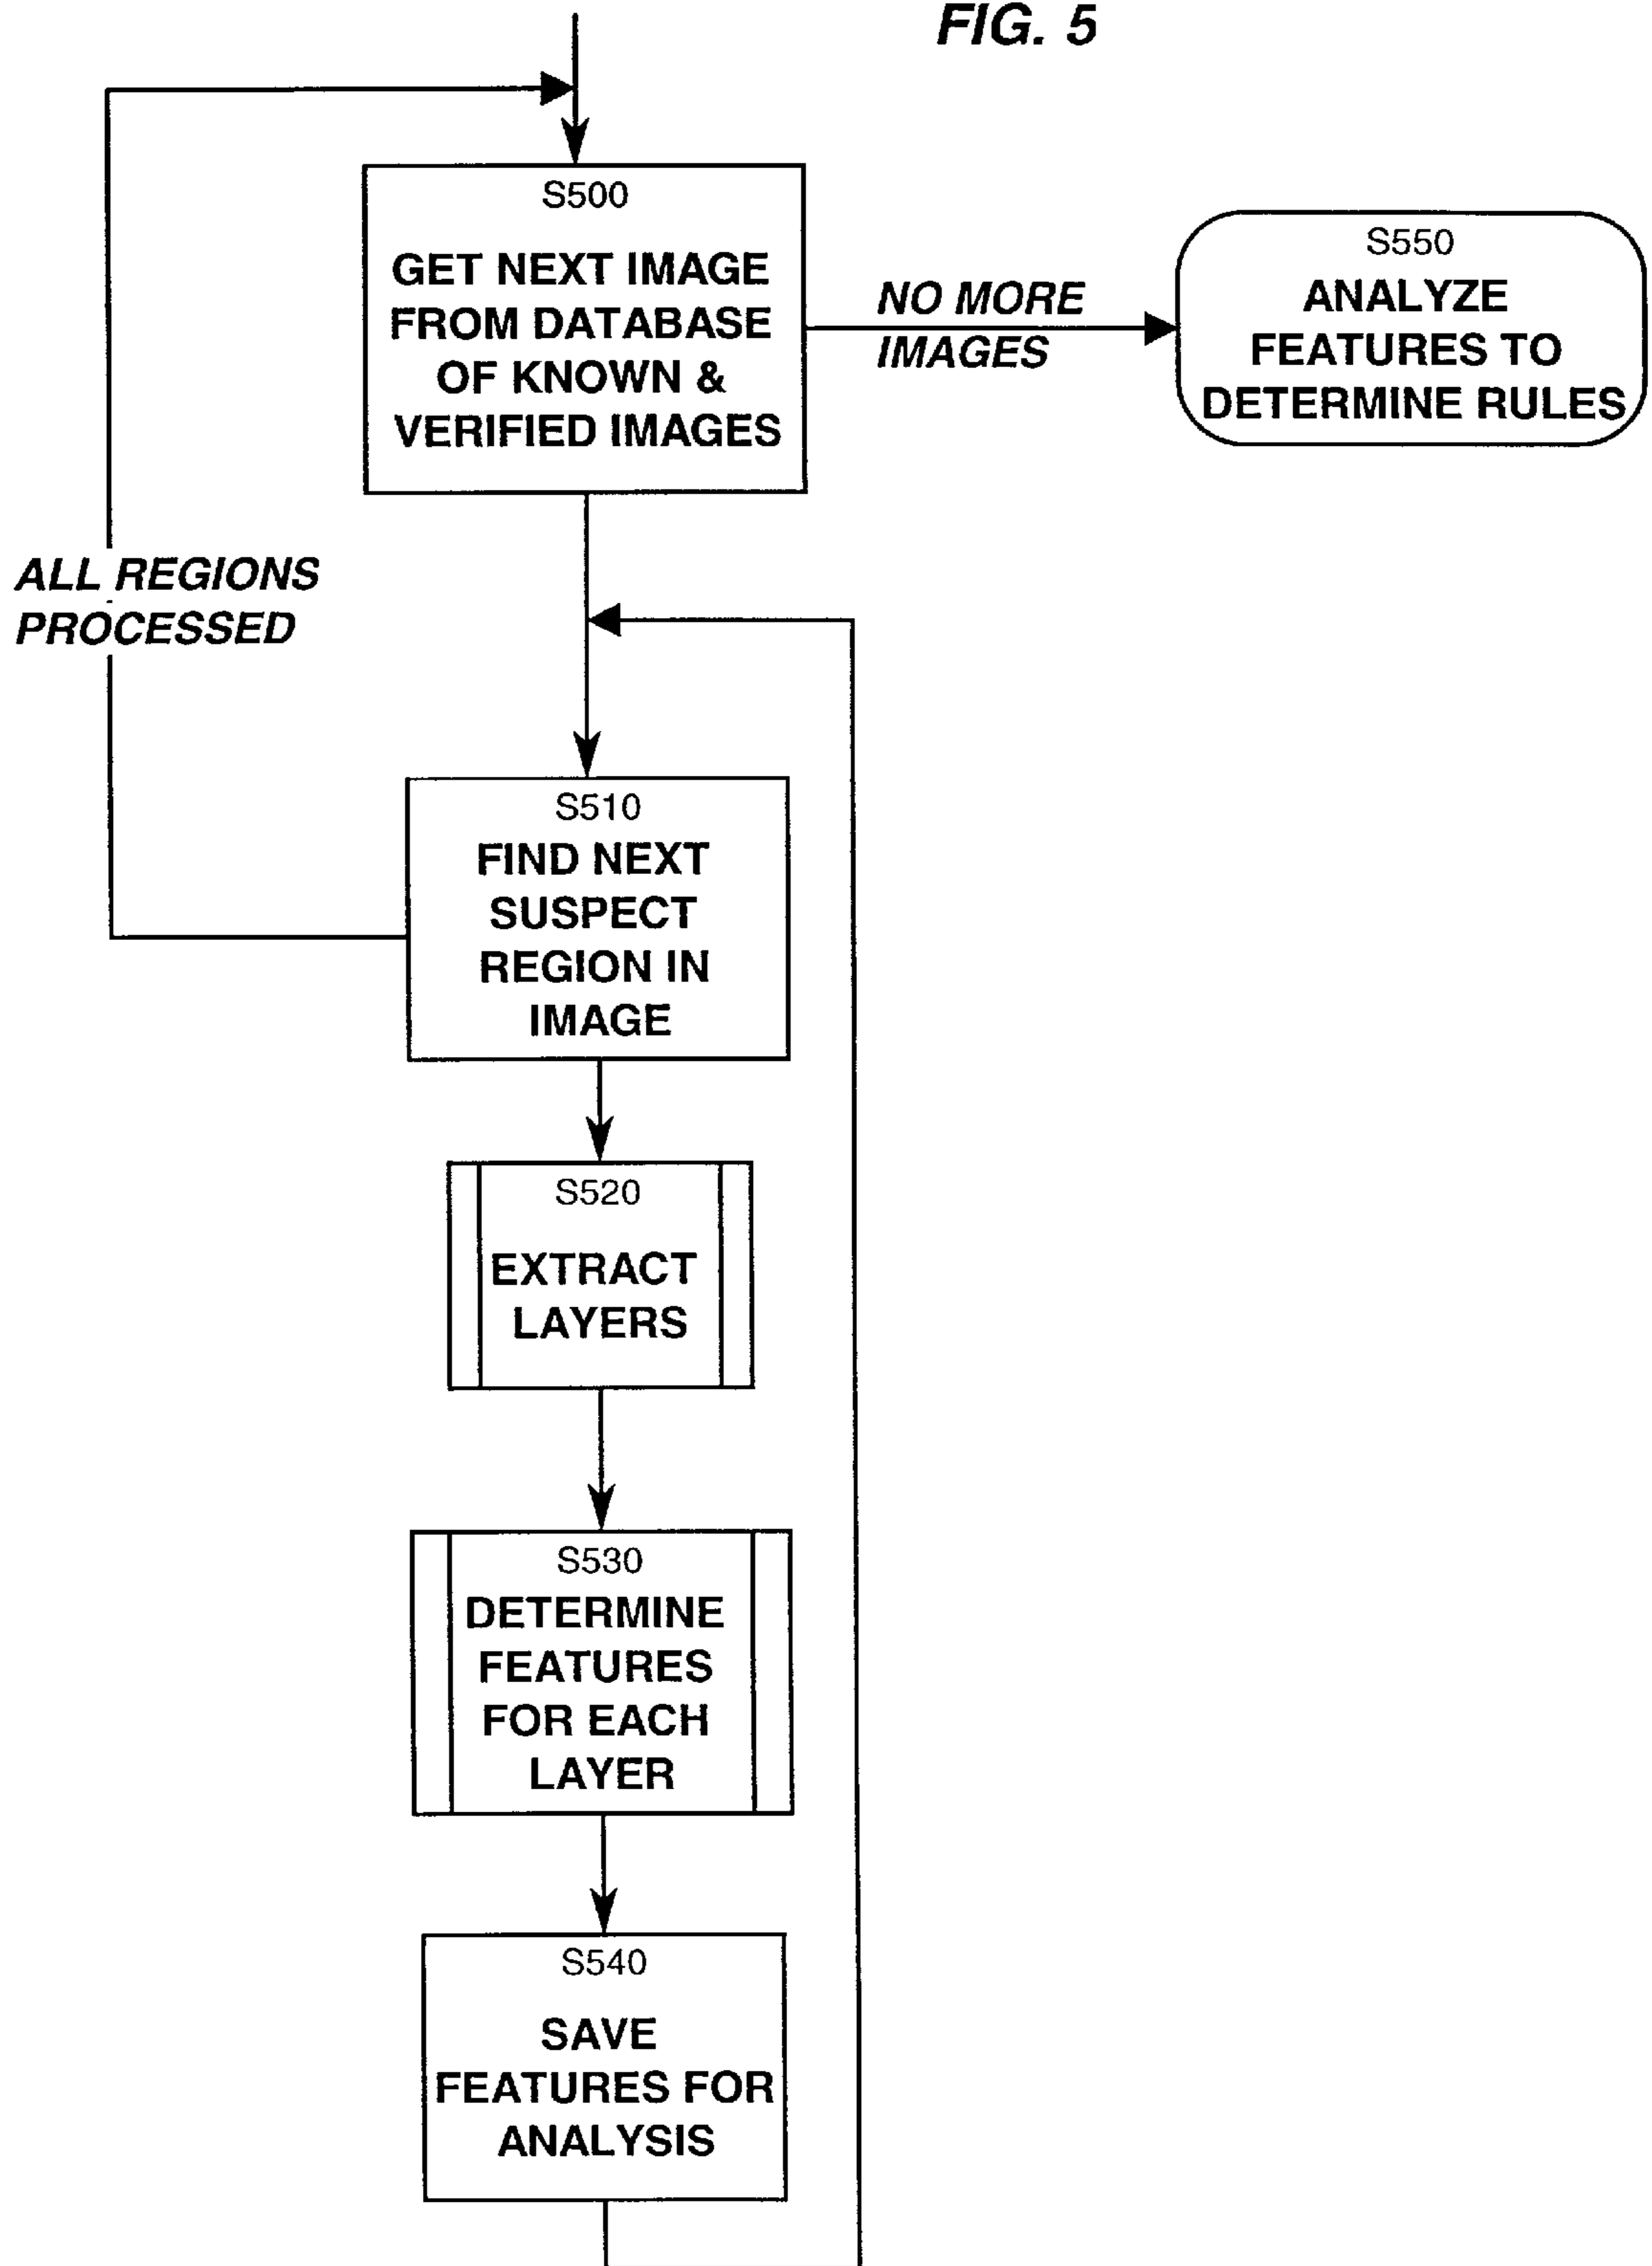 FIG. 5
S500
GET NEXT IMAGE
FROM DATABASE
OF KNOWN &
VERIFIED IMAGES
NO MORE
IMAGES
S550
ANALYZE
FEATURES TO
DETERMINE RULES
ALL REGIONS
PROCESSED
S510
FIND NEXT
SUSPECT
REGION IN
IMAGE
S520
EXTRACT
LAYERS
S530
DETERMINE
FEATURES
FOR EACH
LAYER
S540
SAVE
FEATURES FOR
ANALYSIS